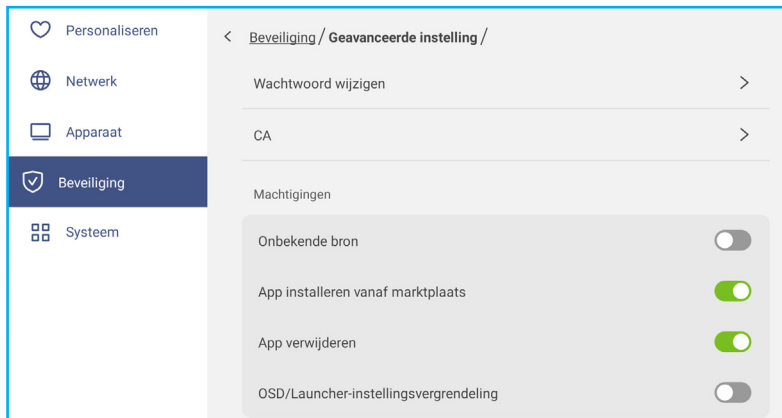 Personaliseren
Netwerk
Apparaat
Beveiliging
Systeem
< Beveiliging / Geavanceerde instelling /
Wachtwoord wijzigen >
CA >
Machtigingen
Onbekende bron
App installeren vanaf marktplaats
App verwijderen
OSD/Launcher-instellingsvergrendeling